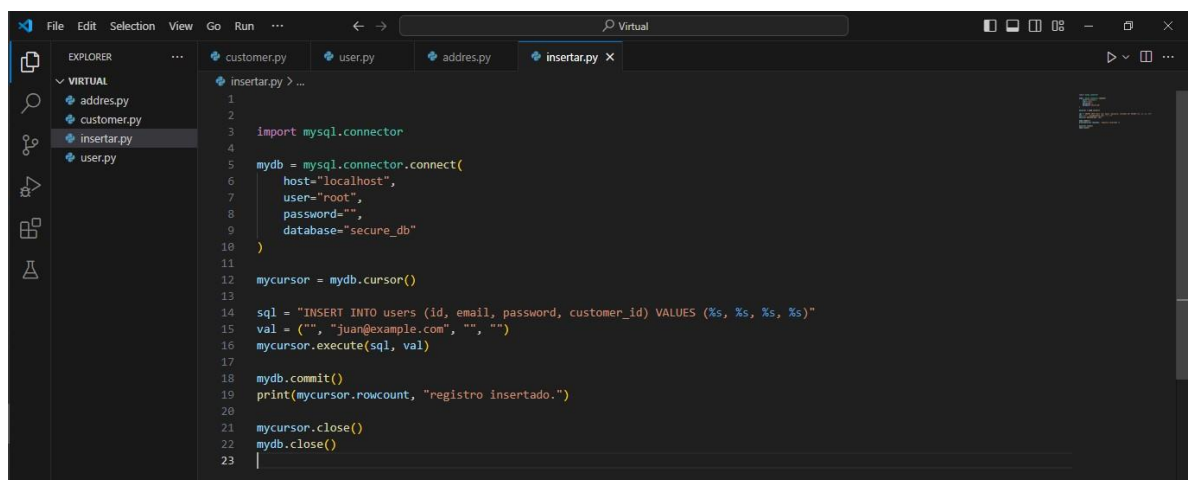 File Edit Selection View Go Run ... Virtual
EXPLORER ...
VIRTUAL
addres.py
customer.py
insertar.py
user.py
customer.py user.py addres.py insertar.py
insertar.py > ...
1
2
3 import mysql.connector
4
5 mydb = mysql.connector.connect(
6 host="localhost",
7 user="root",
8 password="",
9 database="secure_db"
10 )
11
12 mycursor = mydb.cursor()
13
14 sql = "INSERT INTO users (id, email, password, customer_id) VALUES (%s, %s, %s, %s)"
15 val = ("", "juan@example.com", "", "")
16 mycursor.execute(sql, val)
17
18 mydb.commit()
19 print(mycursor.rowcount, "registro insertado.")
20
21 mycursor.close()
22 mydb.close()
23